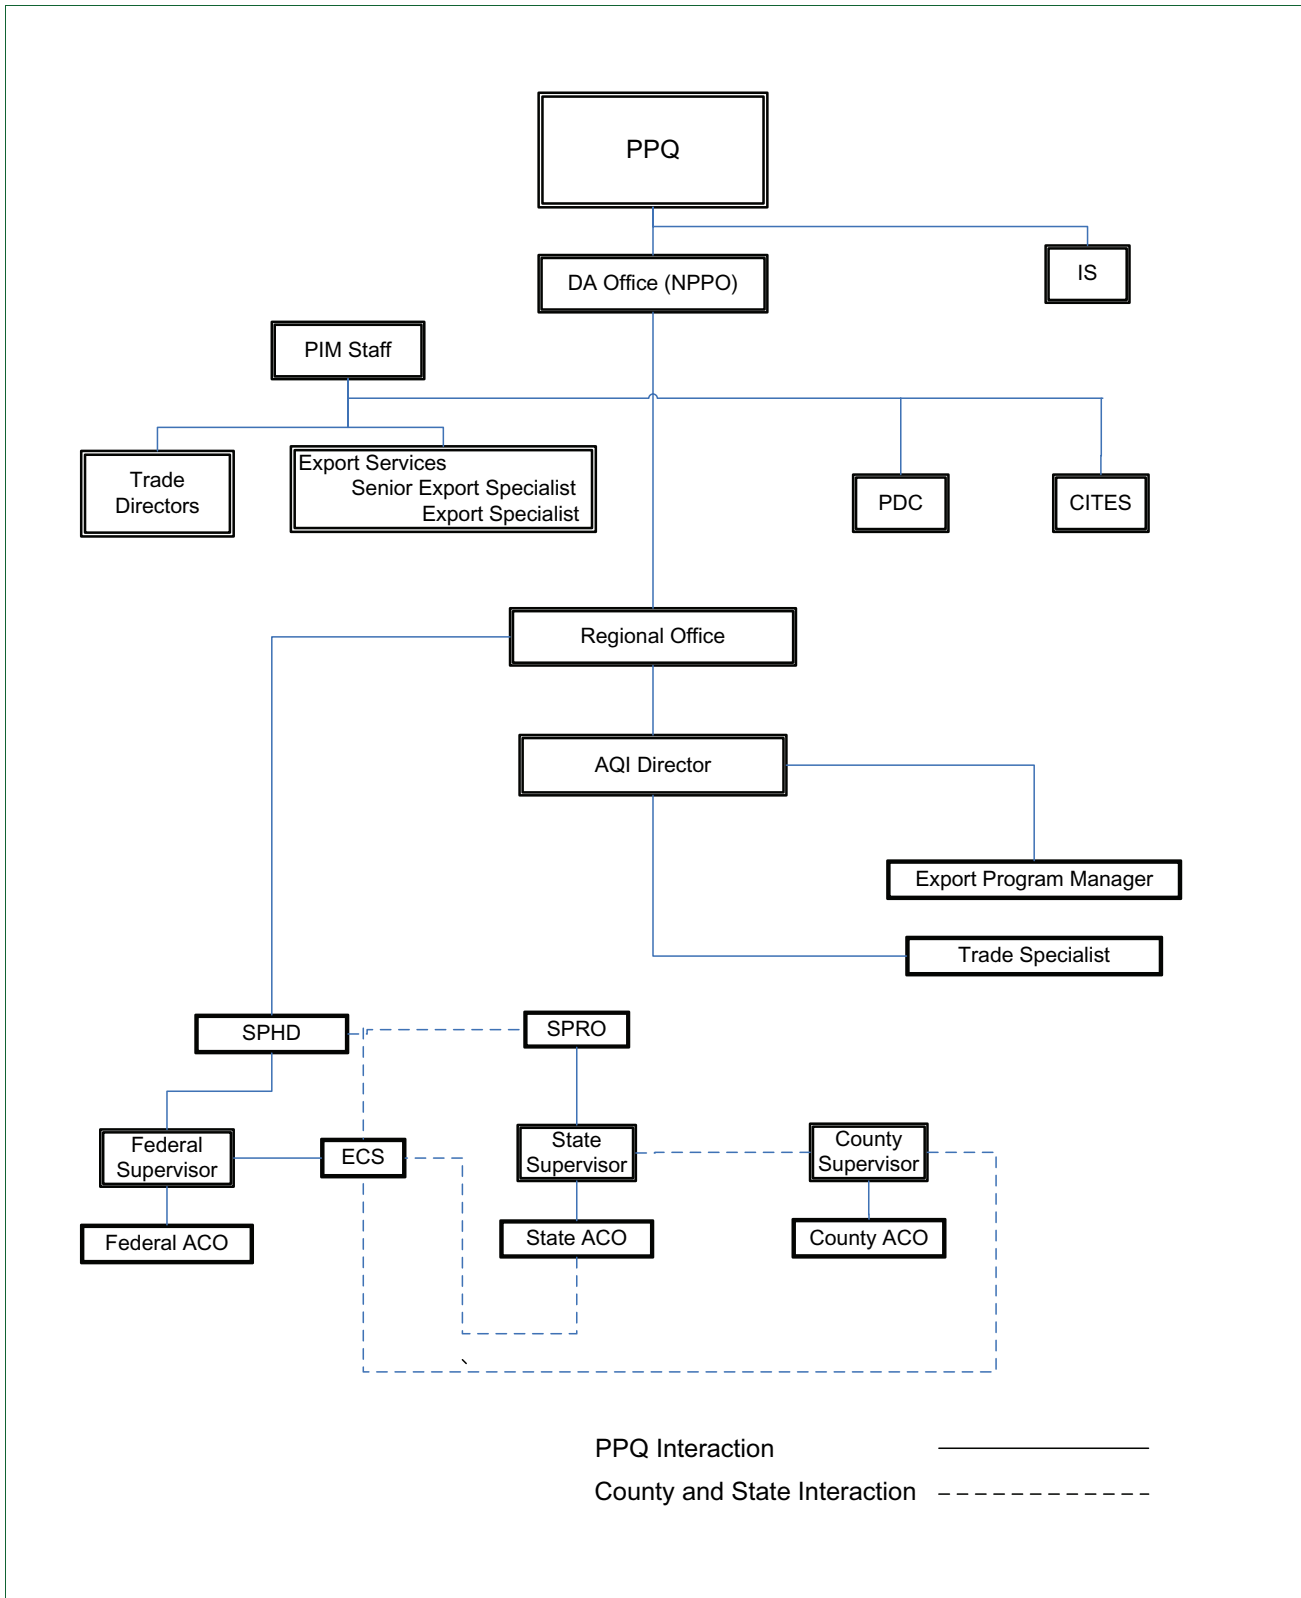 PPQ
DA Office (NPPO)
IS
PIM Staff
Trade
Directors
Export Services
Senior Export Specialist
Export Specialist
PDC
CITES
Regional Office
AQI Director
Export Program Manager
Trade Specialist
SPHD
SPRO
Federal
Supervisor
ECS
State
Supervisor
County
Supervisor
Federal ACO
State ACO
County ACO
PPQ Interaction
County and State Interaction